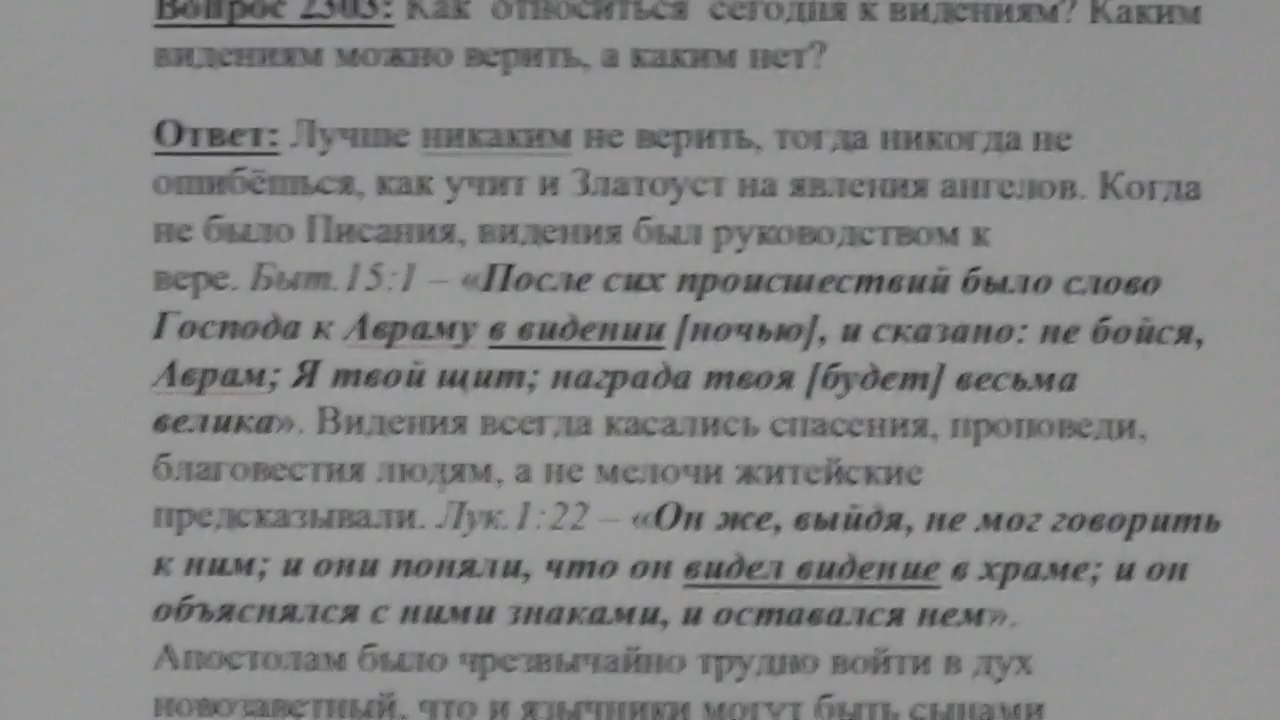 Вопрос 2303: Как относиться сегодня к видениям? Каким
видениям можно верить, а каким нет?
Ответ: Лучше никаким не верить, тогда никогда не
ошибёшься, как учит и Златоуст на явления ангелов. Когда
не было Писания, видения был руководством к
вере. Быт.15:1 – «После сих происшествий было слово
Господа к Авраму в видении [ночью], и сказано: не бойся,
Аврам; Я твой щит; награда твоя [будет] весьма
велика». Видения всегда касались спасения, проповеди,
благовестия людям, а не мелочи житейские
предсказывали. Лук.1:22 – «Он же, выйдя, не мог говорить
к ним; и они поняли, что он видел видение в храме; и он
объяснялся с ними знаками, и оставался нем».
Апостолам было чрезвычайно трудно войти в дух
новозаветный, что и язычники могут быть сынами